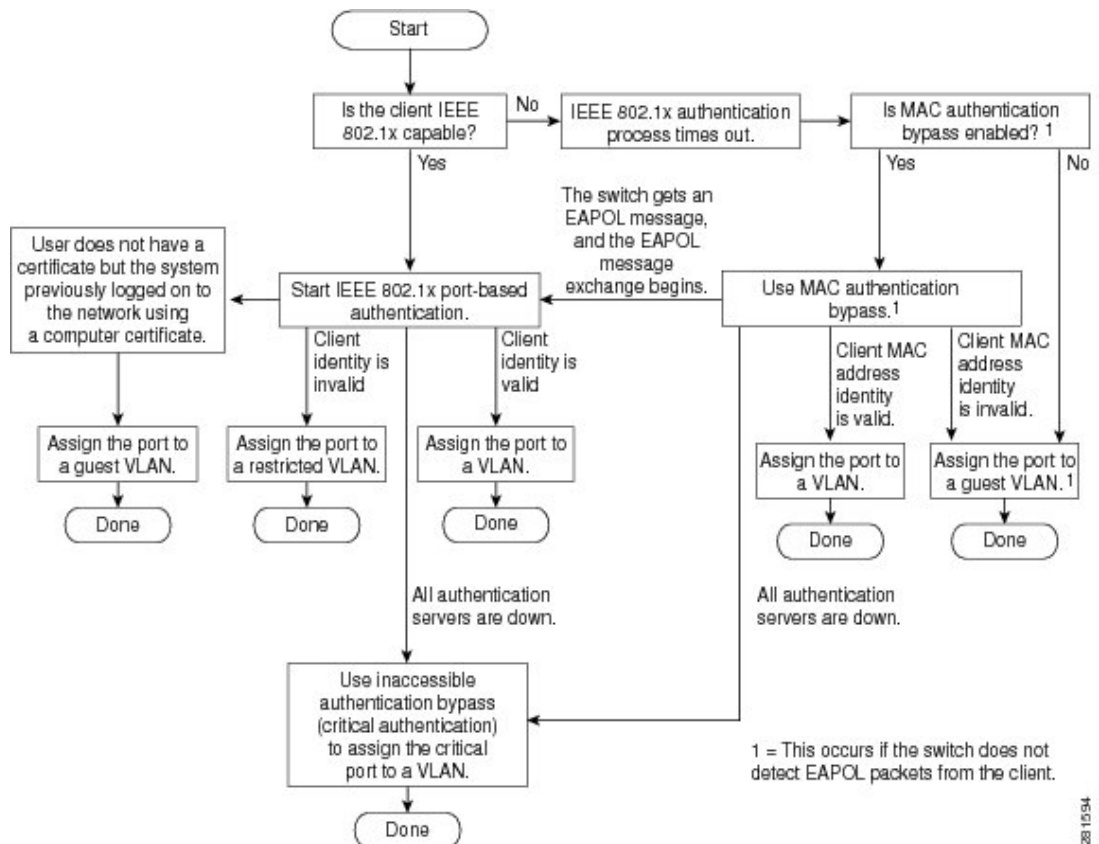 Start
Is the client IEEE
802.1x capable?
No
IEEE 802.1x authentication
process times out.
Is MAC authentication
bypass enabled? 1
Yes
Yes
No
The switch gets an
EAPOL message,
and the EAPOL
message
exchange begins.
User does not have a
certificate but the system
previously logged on to
the network using
a computer certificate.
Start IEEE 802.1x port-based
authentication.
Use MAC authentication
bypass.1
Client
identity is
invalid
Client
identity is
valid
Client MAC
address
identity
is valid.
Client MAC
address
identity
is invalid.
Assign the port to
a guest VLAN.
Assign the port to
a restricted VLAN.
Assign the port to
a VLAN.
Assign the port to
a VLAN.
Assign the port to
a guest VLAN.1
Done
Done
Done
Done
Done
All authentication
servers are down.
All authentication
servers are down.
Use inaccessible
authentication bypass
(critical authentication)
to assign the critical
port to a VLAN.
1 = This occurs if the switch does not
detect EAPOL packets from the client.
Done
281594